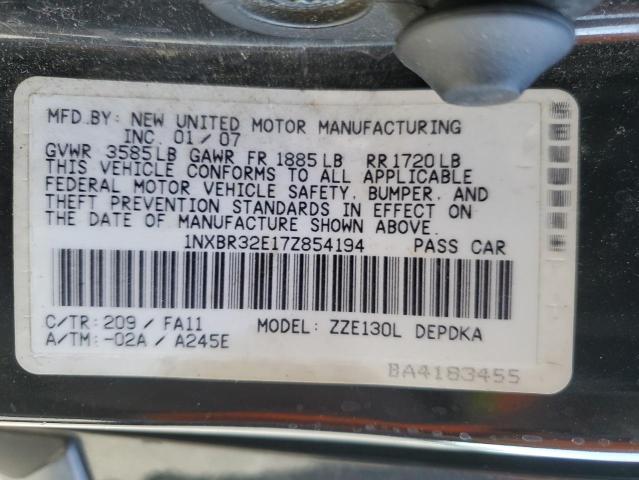 MFD.BY: NEW UNITED MOTOR MANUFACTURING
INC. 01/07
GVWR 3585LB GAWR FR 1885LB RR1720LB
THIS VEHICLE CONFORMS TO ALL APPLICABLE
FEDERAL MOTOR VEHICLE SAFETY, BUMPER, AND
THEFT PREVENTION STANDARDS IN EFFECT ON
THE DATE OF MANUFACTURE SHOWN ABOVE.
1NXBR32E17Z854194 PASS CAR
C/TR: 209 / FA11 MODEL: ZZE130L DEPDKA
A/TM: -02A / A245E
BA4183455